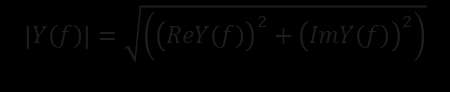 |Y(f)| = √(((ReY(f))² + (ImY(f))²))